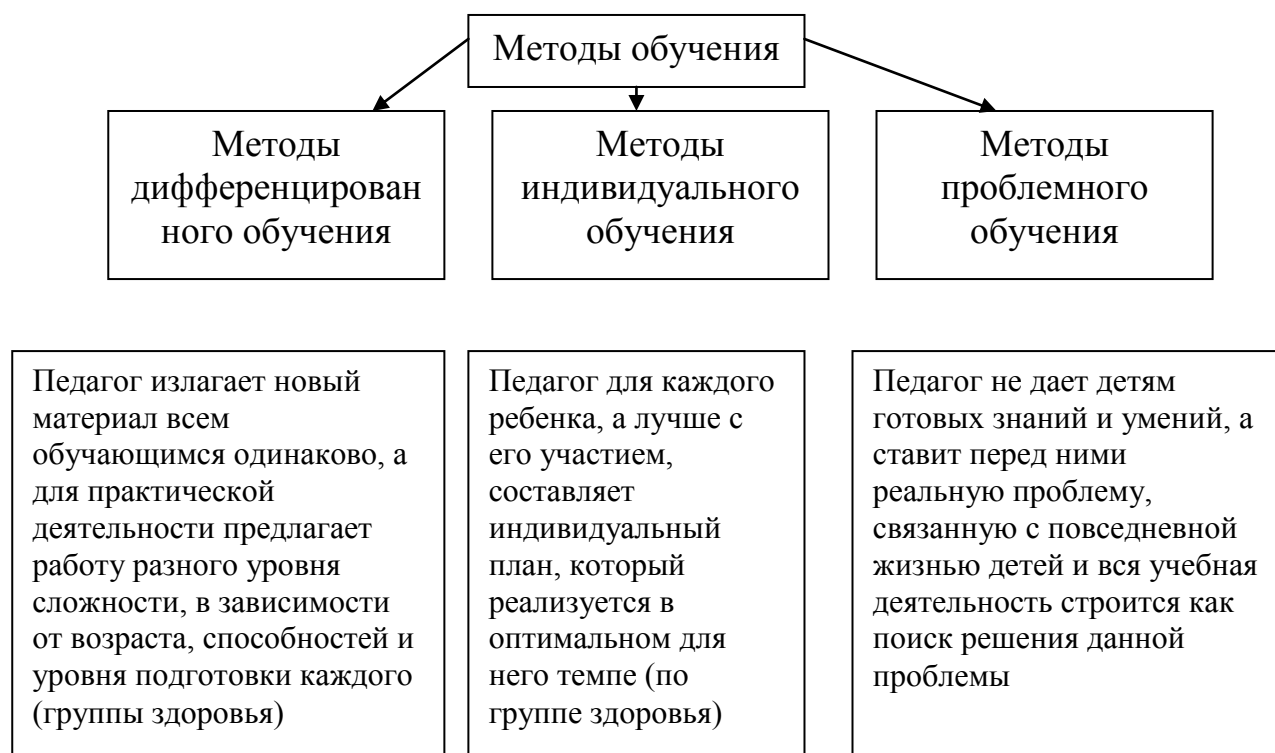 Методы обучения
Методы
дифференцирован
ного обучения
Методы
индивидуального
обучения
Методы
проблемного
обучения
Педагог излагает новый
материал всем
обучающимся одинаково, а
для практической
деятельности предлагает
работу разного уровня
сложности, в зависимости
от возраста, способностей и
уровня подготовки каждого
(группы здоровья)
Педагог для каждого
ребенка, а лучше с
его участием,
составляет
индивидуальный
план, который
реализуется в
оптимальном для
него темпе (по
группе здоровья)
Педагог не дает детям
готовых знаний и умений, а
ставит перед ними
реальную проблему,
связанную с повседневной
жизнью детей и вся учебная
деятельность строится как
поиск решения данной
проблемы